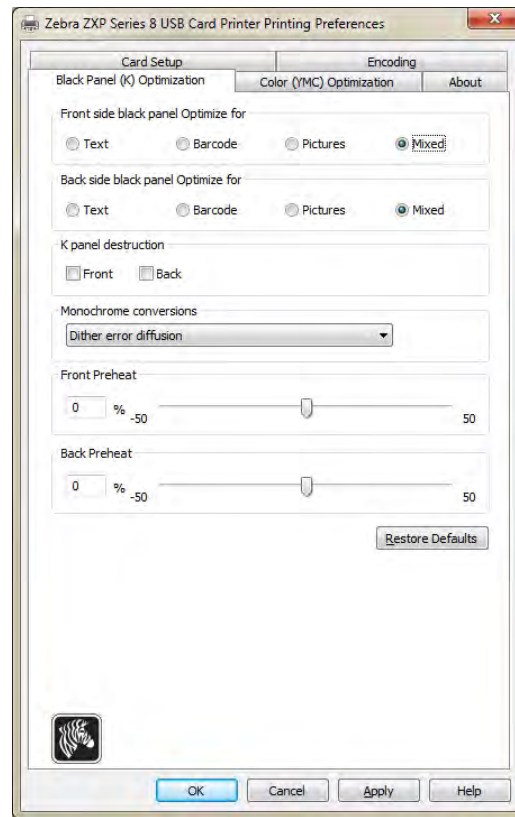 Zebra ZXP Series 8 USB Card Printer Printing Preferences
Card Setup Encoding
Black Panel (K) Optimization Color (YMC) Optimization About
Front side black panel Optimize for
Text Barcode Pictures Mixed
Back side black panel Optimize for
Text Barcode Pictures Mixed
K panel destruction
Front Back
Monochrome conversions
Dither error diffusion
Front Preheat
0 % -50 50
Back Preheat
0 % -50 50
Restore Defaults
OK Cancel Apply Help